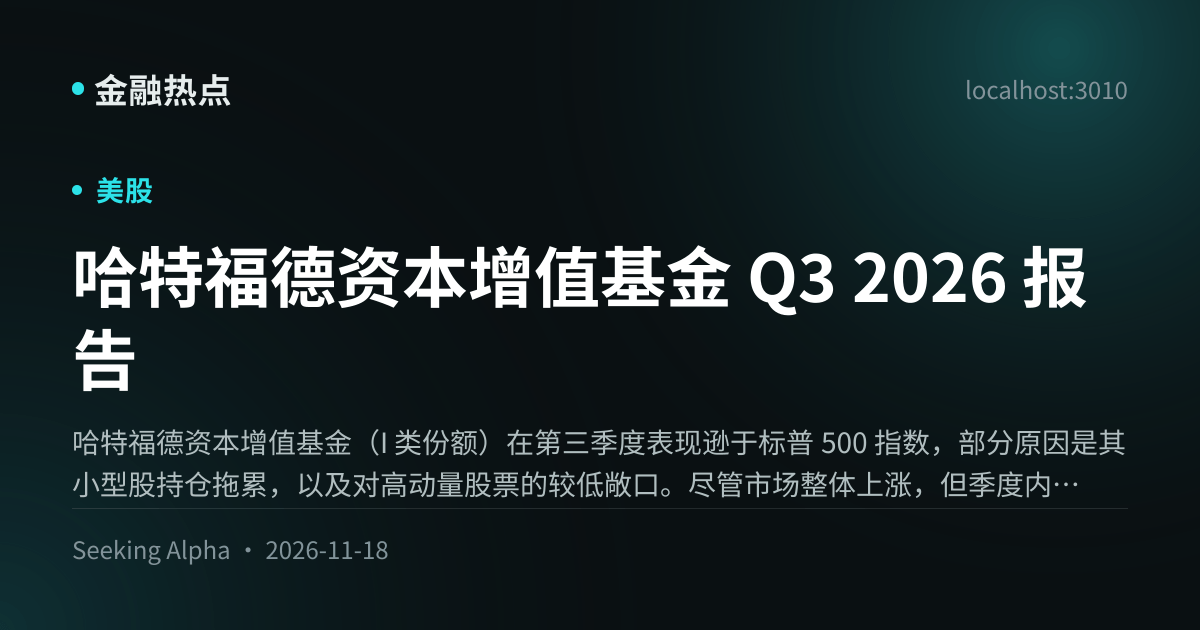 金融热点
localhost:3010
美股
哈特福德资本增值基金 Q3 2026 报
告
哈特福德资本增值基金（I 类份额）在第三季度表现逊于标普 500 指数，部分原因是其
小型股持仓拖累，以及对高动量股票的较低敞口。尽管市场整体上涨，但季度内…
Seeking Alpha • 2026-11-18